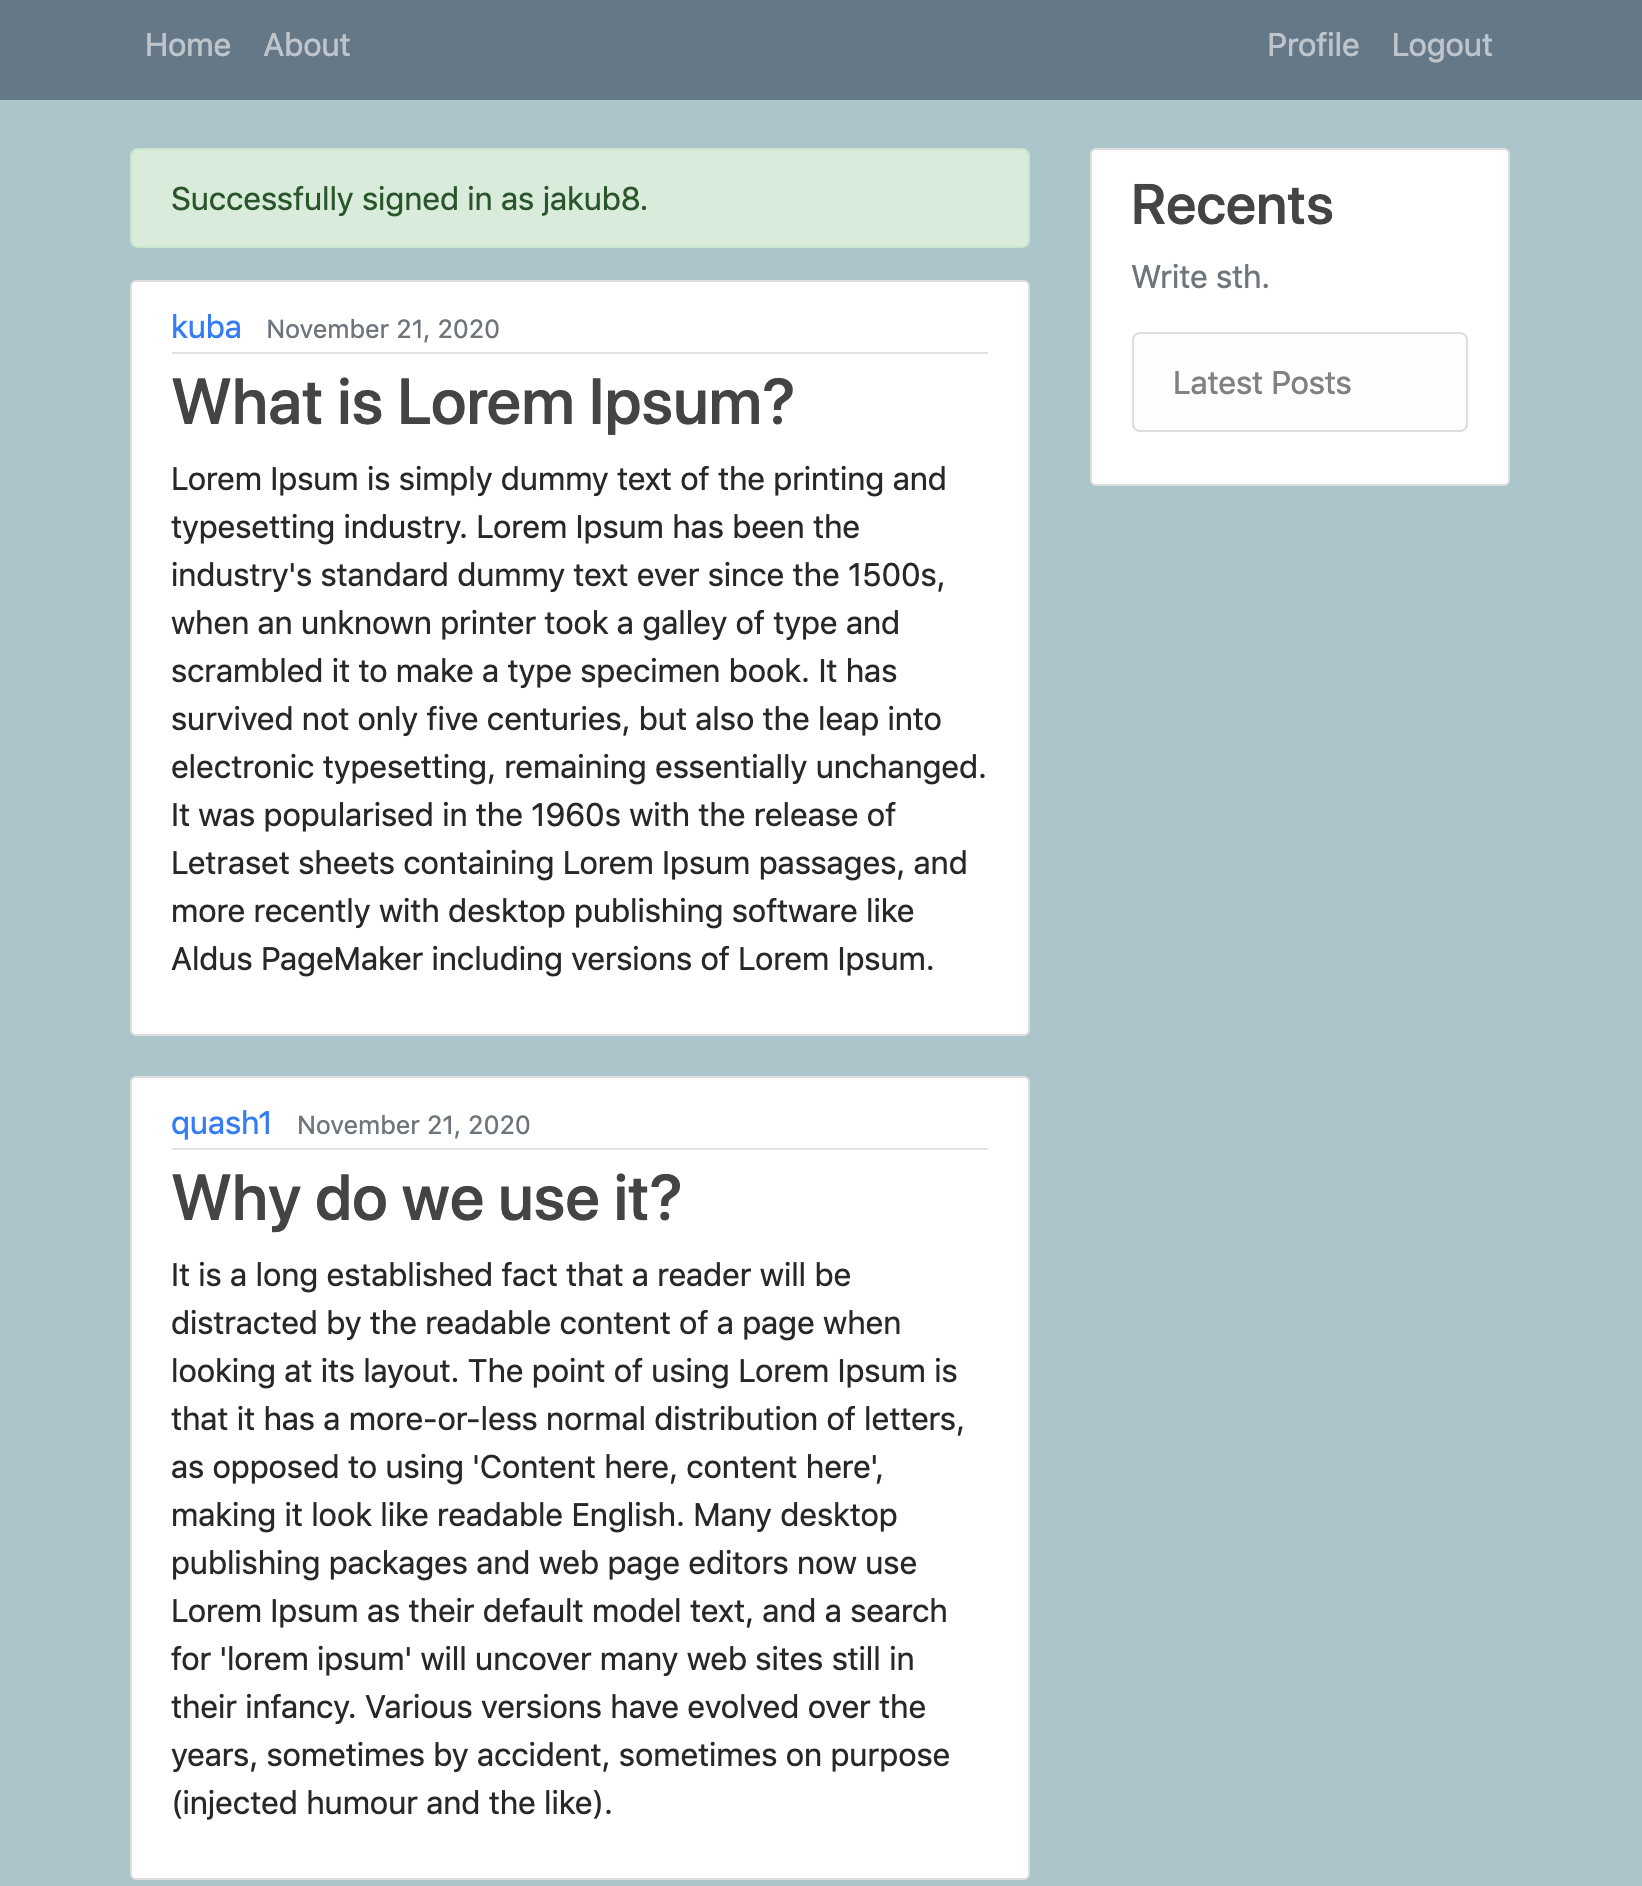 Home About Profile Logout
Successfully signed in as jakub8.
kuba November 21, 2020
What is Lorem Ipsum?
Lorem Ipsum is simply dummy text of the printing and
typesetting industry. Lorem Ipsum has been the
industry's standard dummy text ever since the 1500s,
when an unknown printer took a galley of type and
scrambled it to make a type specimen book. It has
survived not only five centuries, but also the leap into
electronic typesetting, remaining essentially unchanged.
It was popularised in the 1960s with the release of
Letraset sheets containing Lorem Ipsum passages, and
more recently with desktop publishing software like
Aldus PageMaker including versions of Lorem Ipsum.
quash1 November 21, 2020
Why do we use it?
It is a long established fact that a reader will be
distracted by the readable content of a page when
looking at its layout. The point of using Lorem Ipsum is
that it has a more-or-less normal distribution of letters,
as opposed to using 'Content here, content here',
making it look like readable English. Many desktop
publishing packages and web page editors now use
Lorem Ipsum as their default model text, and a search
for 'lorem ipsum' will uncover many web sites still in
their infancy. Various versions have evolved over the
years, sometimes by accident, sometimes on purpose
(injected humour and the like).
Recents
Write sth.
Latest Posts